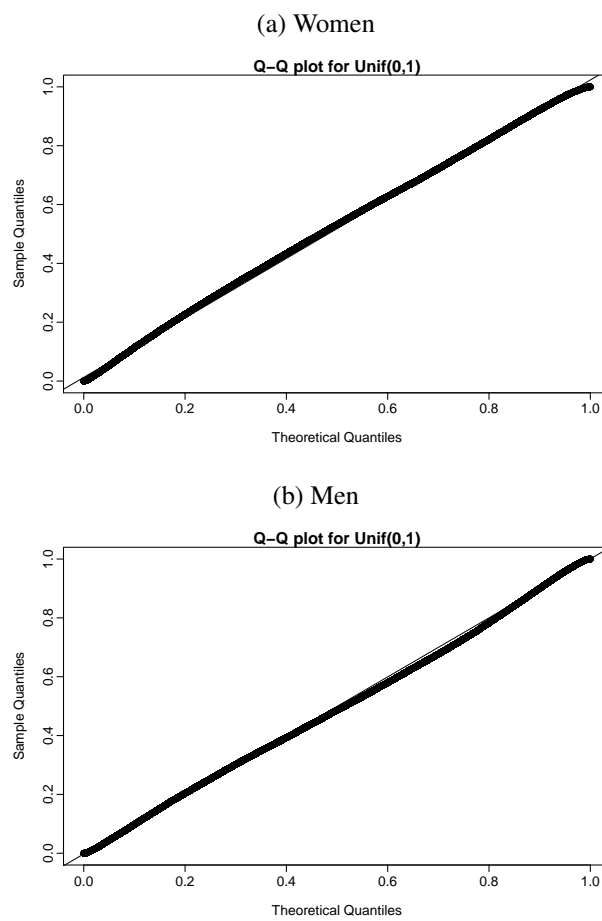 (a) Women
Q−Q plot for Unif(0,1)
1.0
0.8
0.6
0.4
0.2
0.0
Sample Quantiles
0.0 0.2 0.4 0.6 0.8 1.0
Theoretical Quantiles
(b) Men
Q−Q plot for Unif(0,1)
1.0
0.8
0.6
0.4
0.2
0.0
Sample Quantiles
0.0 0.2 0.4 0.6 0.8 1.0
Theoretical Quantiles